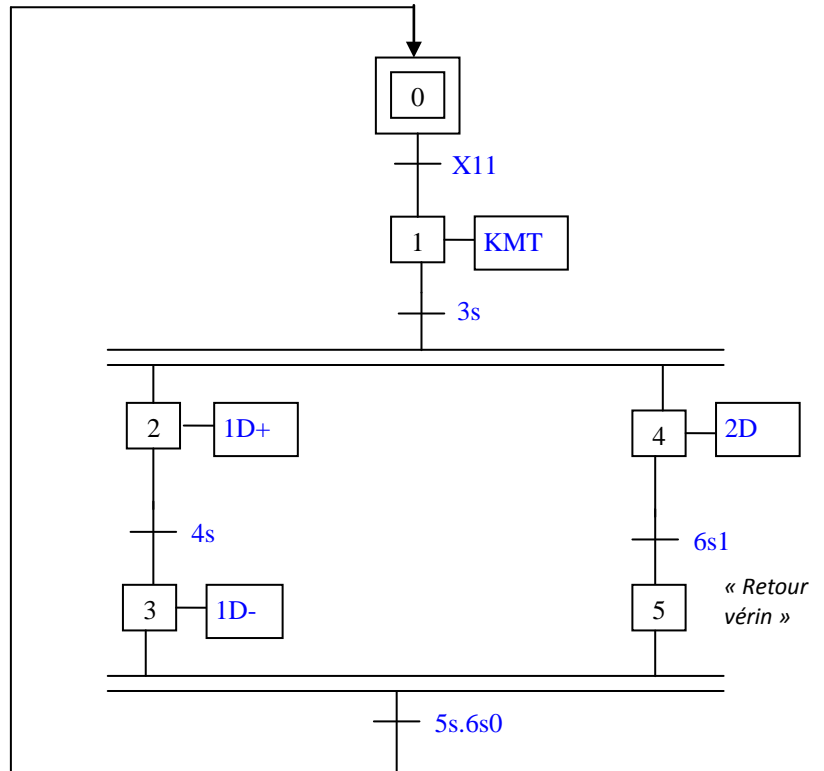 0
X11
1
KMT
3s
2
1D+
4
2D
4s
6s1
3
1D-
5
« Retour
vérin »
5s.6s0